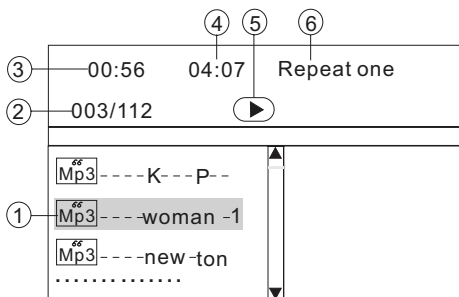 ④ ⑤ ⑥
③ 00:56 04:07 Repeat one
② 003/112
Mp3 ----K---P--
① Mp3 ----woman -1
Mp3 ----new-ton
..............